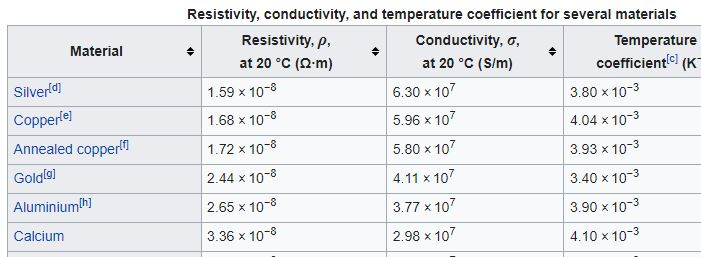 Resistivity, conductivity, and temperature coefficient for several materials
Material Resistivity, ρ, at 20 °C (Ω·m) Conductivity, σ, at 20 °C (S/m) Temperature coefficient[c] (K⁻
Silver[d] 1.59 × 10⁻⁸ 6.30 × 10⁷ 3.80 × 10⁻³
Copper[e] 1.68 × 10⁻⁸ 5.96 × 10⁷ 4.04 × 10⁻³
Annealed copper[f] 1.72 × 10⁻⁸ 5.80 × 10⁷ 3.93 × 10⁻³
Gold[g] 2.44 × 10⁻⁸ 4.11 × 10⁷ 3.40 × 10⁻³
Aluminium[h] 2.65 × 10⁻⁸ 3.77 × 10⁷ 3.90 × 10⁻³
Calcium 3.36 × 10⁻⁸ 2.98 × 10⁷ 4.10 × 10⁻³